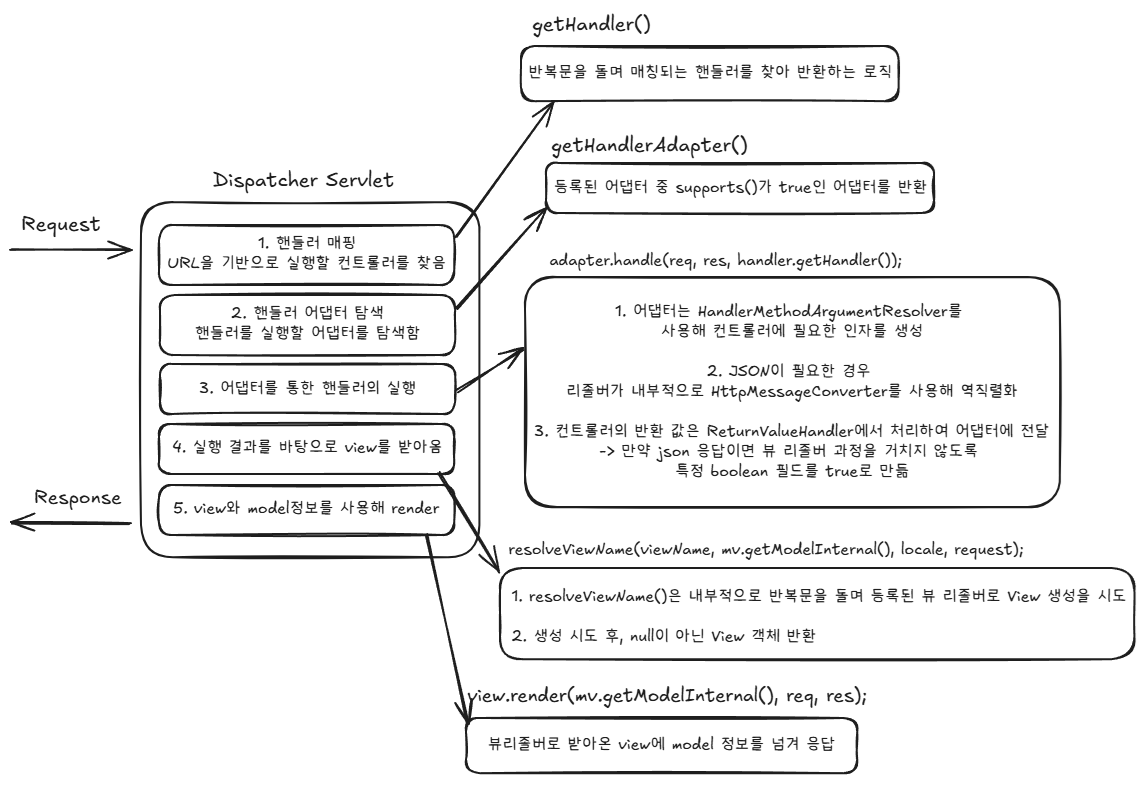 getHandler()
반복문을 돌며 매칭되는 핸들러를 찾아 반환하는 로직
getHandlerAdapter()
등록된 어댑터 중 supports()가 true인 어댑터를 반환
Dispatcher Servlet
Request
1. 핸들러 매핑
URL을 기반으로 실행할 컨트롤러를 찾음
2. 핸들러 어댑터 탐색
핸들러를 실행할 어댑터를 탐색함
3. 어댑터를 통한 핸들러의 실행
4. 실행 결과를 바탕으로 view를 받아옴
5. view와 model정보를 사용해 render
Response
adapter.handle(req, res, handler.getHandler());
1. 어댑터는 HandlerMethodArgumentResolver를
사용해 컨트롤러에 필요한 인자를 생성
2. JSON이 필요한 경우
리졸버가 내부적으로 HttpMessageConverter를 사용해 역직렬화
3. 컨트롤러의 반환 값은 ReturnValueHandler에서 처리하여 어댑터에 전달
-> 만약 json 응답이면 뷰 리졸버 과정을 거치지 않도록
특정 boolean 필드를 true로 만듦
resolveViewName(viewName, mv.getModelInternal(), locale, request);
1. resolveViewName()은 내부적으로 반복문을 돌며 등록된 뷰 리졸버로 View 생성을 시도
2. 생성 시도 후, null이 아닌 View 객체 반환
view.render(mv.getModelInternal(), req, res);
뷰리졸버로 받아온 view에 model 정보를 넘겨 응답